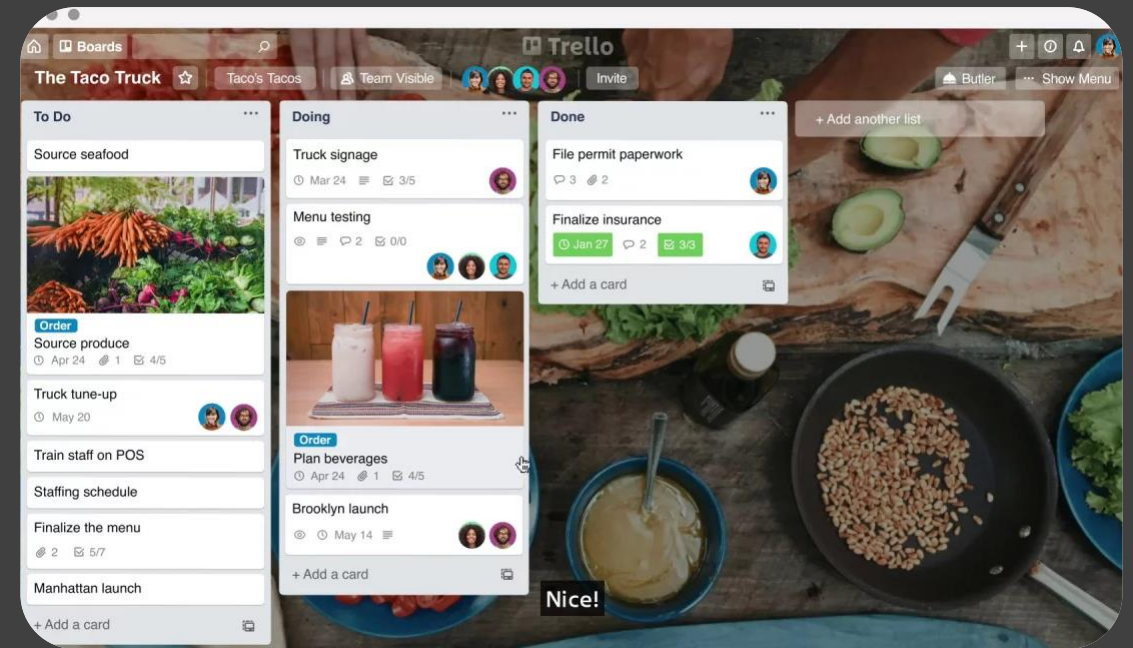 Boards
Trello
The Taco Truck
Taco's Tacos
Team Visible
Invite
Butler
··· Show Menu
To Do
Source seafood
Order
Source produce
Apr 24 1 4/5
Truck tune-up
May 20
Train staff on POS
Staffing schedule
Finalize the menu
2 5/7
Manhattan launch
+ Add a card
Doing
Truck signage
Mar 24 3/5
Menu testing
2 0/0
Order
Plan beverages
Apr 24 1 4/5
Brooklyn launch
May 14
+ Add a card
Done
File permit paperwork
3 2
Finalize insurance
Jan 27 2 3/3
+ Add a card
+ Add another list
Nice!